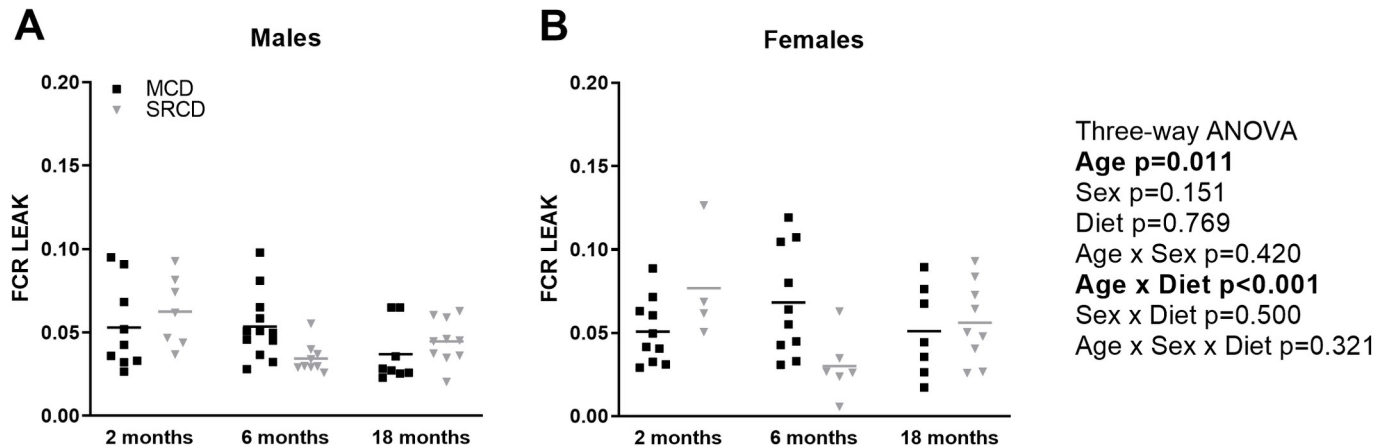 A
Males
MCD
SRCD
FCR LEAK
0.20
0.15
0.10
0.05
0.00
2 months
6 months
18 months
B
Females
FCR LEAK
0.20
0.15
0.10
0.05
0.00
2 months
6 months
18 months
Three-way ANOVA
Age p=0.011
Sex p=0.151
Diet p=0.769
Age x Sex p=0.420
Age x Diet p<0.001
Sex x Diet p=0.500
Age x Sex x Diet p=0.321